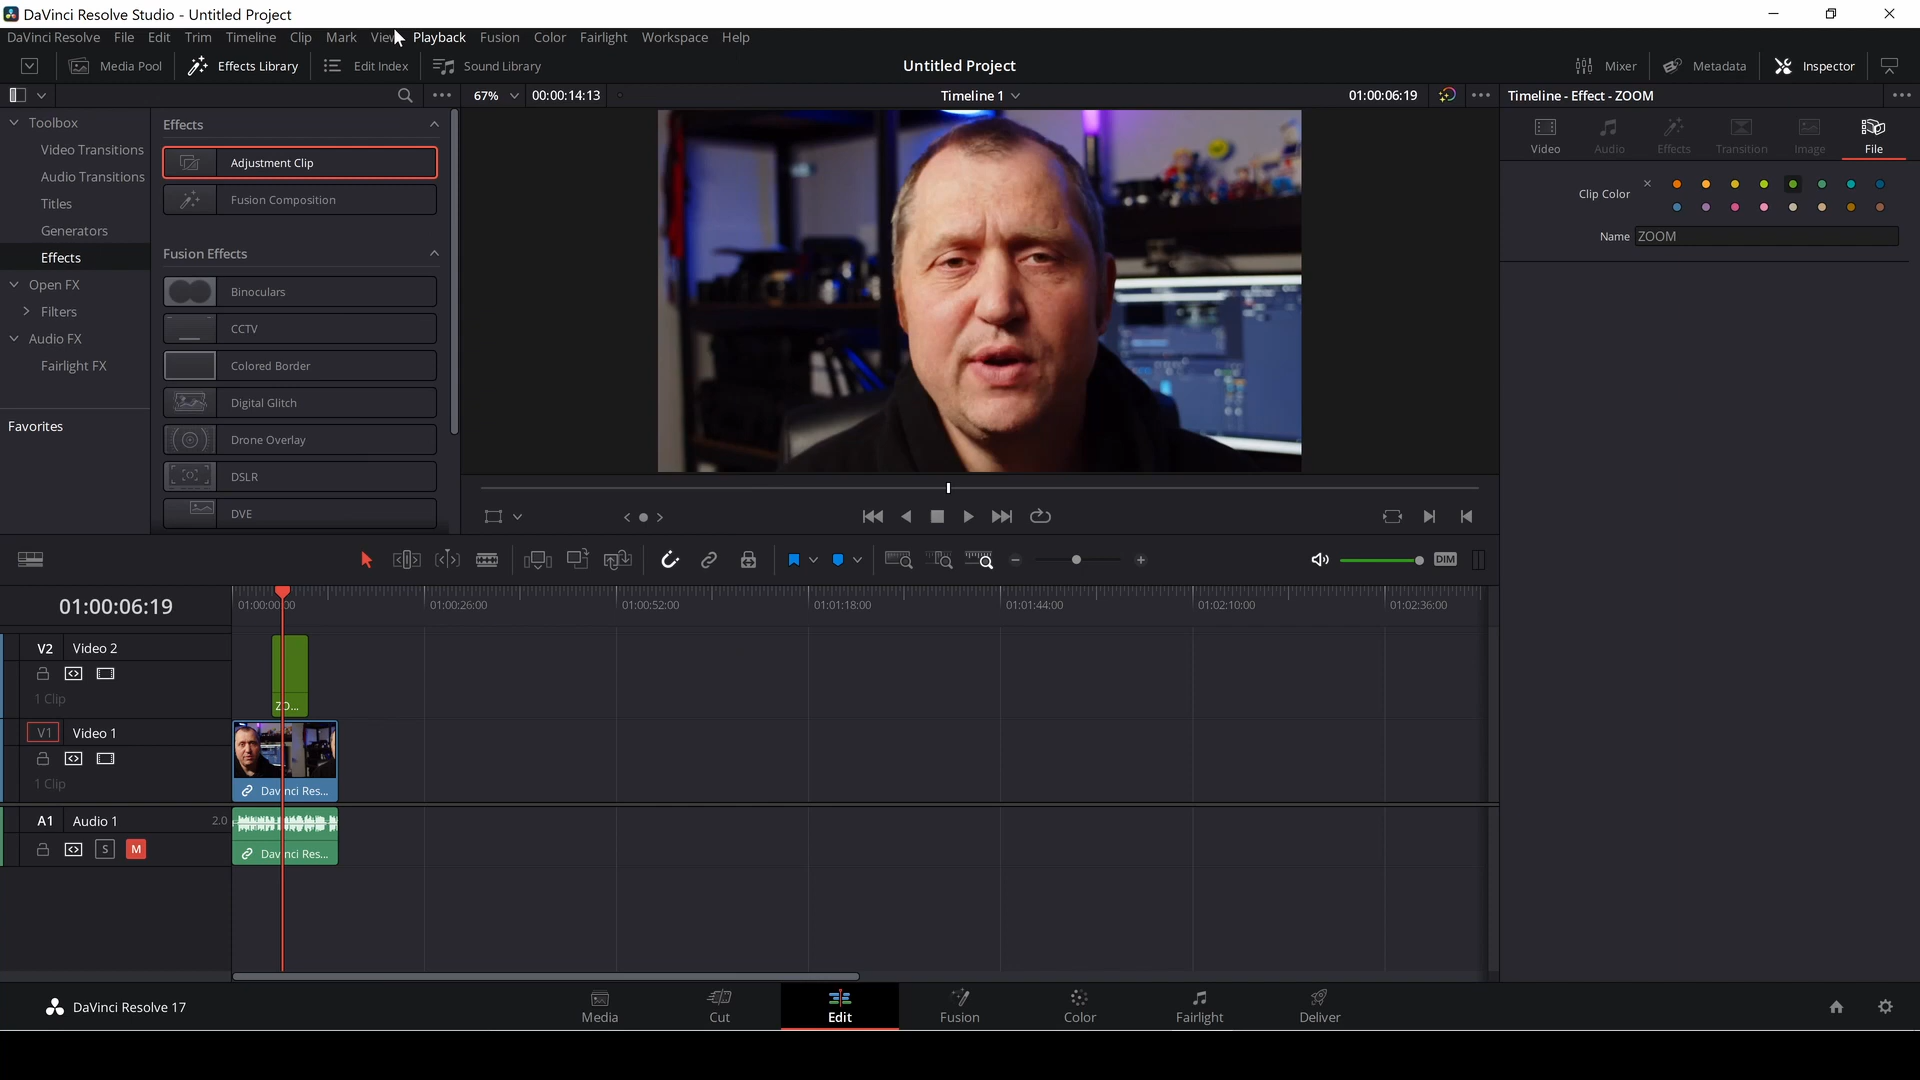 DaVinci Resolve Studio - Untitled Project
DaVinci Resolve File Edit Trim Timeline Clip Mark View Playback Fusion Color Fairlight Workspace Help
Media Pool Effects Library Edit Index Sound Library Untitled Project Mixer Metadata Inspector
67% 00:00:14:13 Timeline 1 01:00:06:19 Timeline - Effect - ZOOM
Toolbox
Video Transitions
Audio Transitions
Titles
Generators
Effects
Open FX
Filters
Audio FX
Fairlight FX
Favorites
Effects
Adjustment Clip
Fusion Composition
Fusion Effects
Binoculars
CCTV
Colored Border
Digital Glitch
Drone Overlay
DSLR
DVE
Video Audio Effects Transition Image File
Clip Color
Name ZOOM
DIM
01:00:06:19
01:00:00:00 01:00:26:00 01:00:52:00 01:01:18:00 01:01:44:00 01:02:10:00 01:02:36:00
V2 Video 2
1 Clip
ZO...
V1 Video 1
1 Clip
Davinci Res...
A1 Audio 1 2.0
S M
Davinci Res...
DaVinci Resolve 17
Media Cut Edit Fusion Color Fairlight Deliver